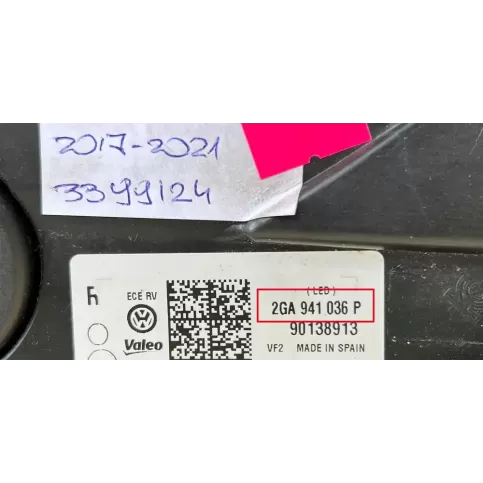 2017-2021
3399124
ECE RV
(LED)
2GA 941 036 P
90138913
Valeo
VF2 MADE IN SPAIN